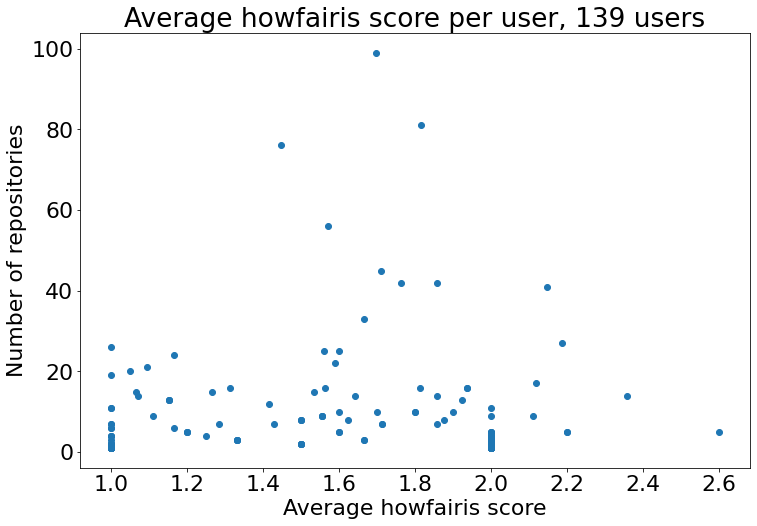 Average howfairis score per user, 139 users
Number of repositories
100
80
60
40
20
0
1.0 1.2 1.4 1.6 1.8 2.0 2.2 2.4 2.6
Average howfairis score